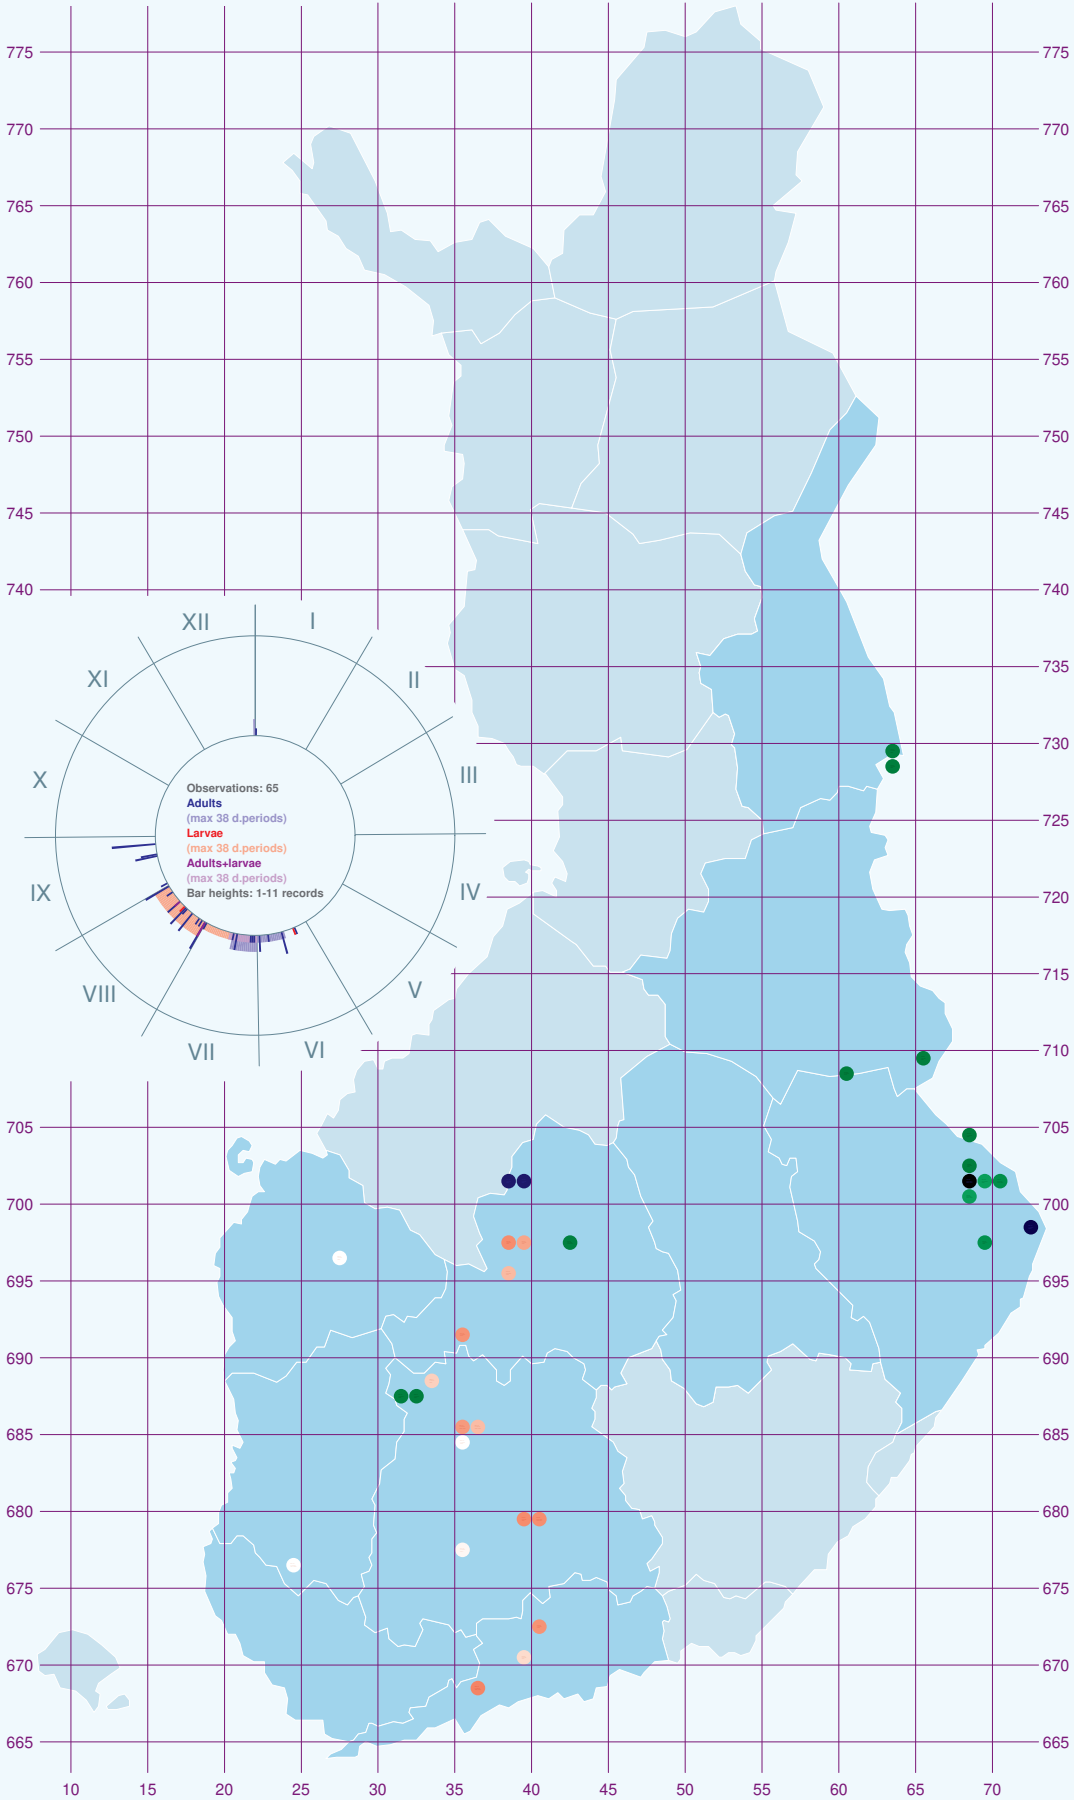 775 775
770 770
765 765
760 760
755 755
750 750
745 745
740 740
XII I
735
XI II
730 730
X III
Observations: 65
Adults
(max 38 d.periods)
Larvae
(max 38 d.periods)
Adults+larvae
(max 38 d.periods)
Bar heights: 1-11 records
725
IX IV
720
VIII V
715
VII VI
710
705 705
700 700
695 695
690 690
685 685
680 680
675 675
670 670
665 665
10 15 20 25 30 35 40 45 50 55 60 65 70